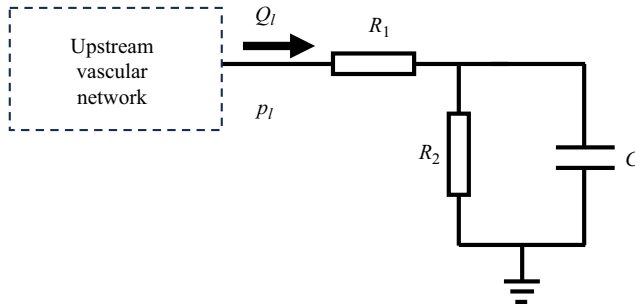 Upstream
vascular
network
Q_l
p_l
R_1
R_2
C